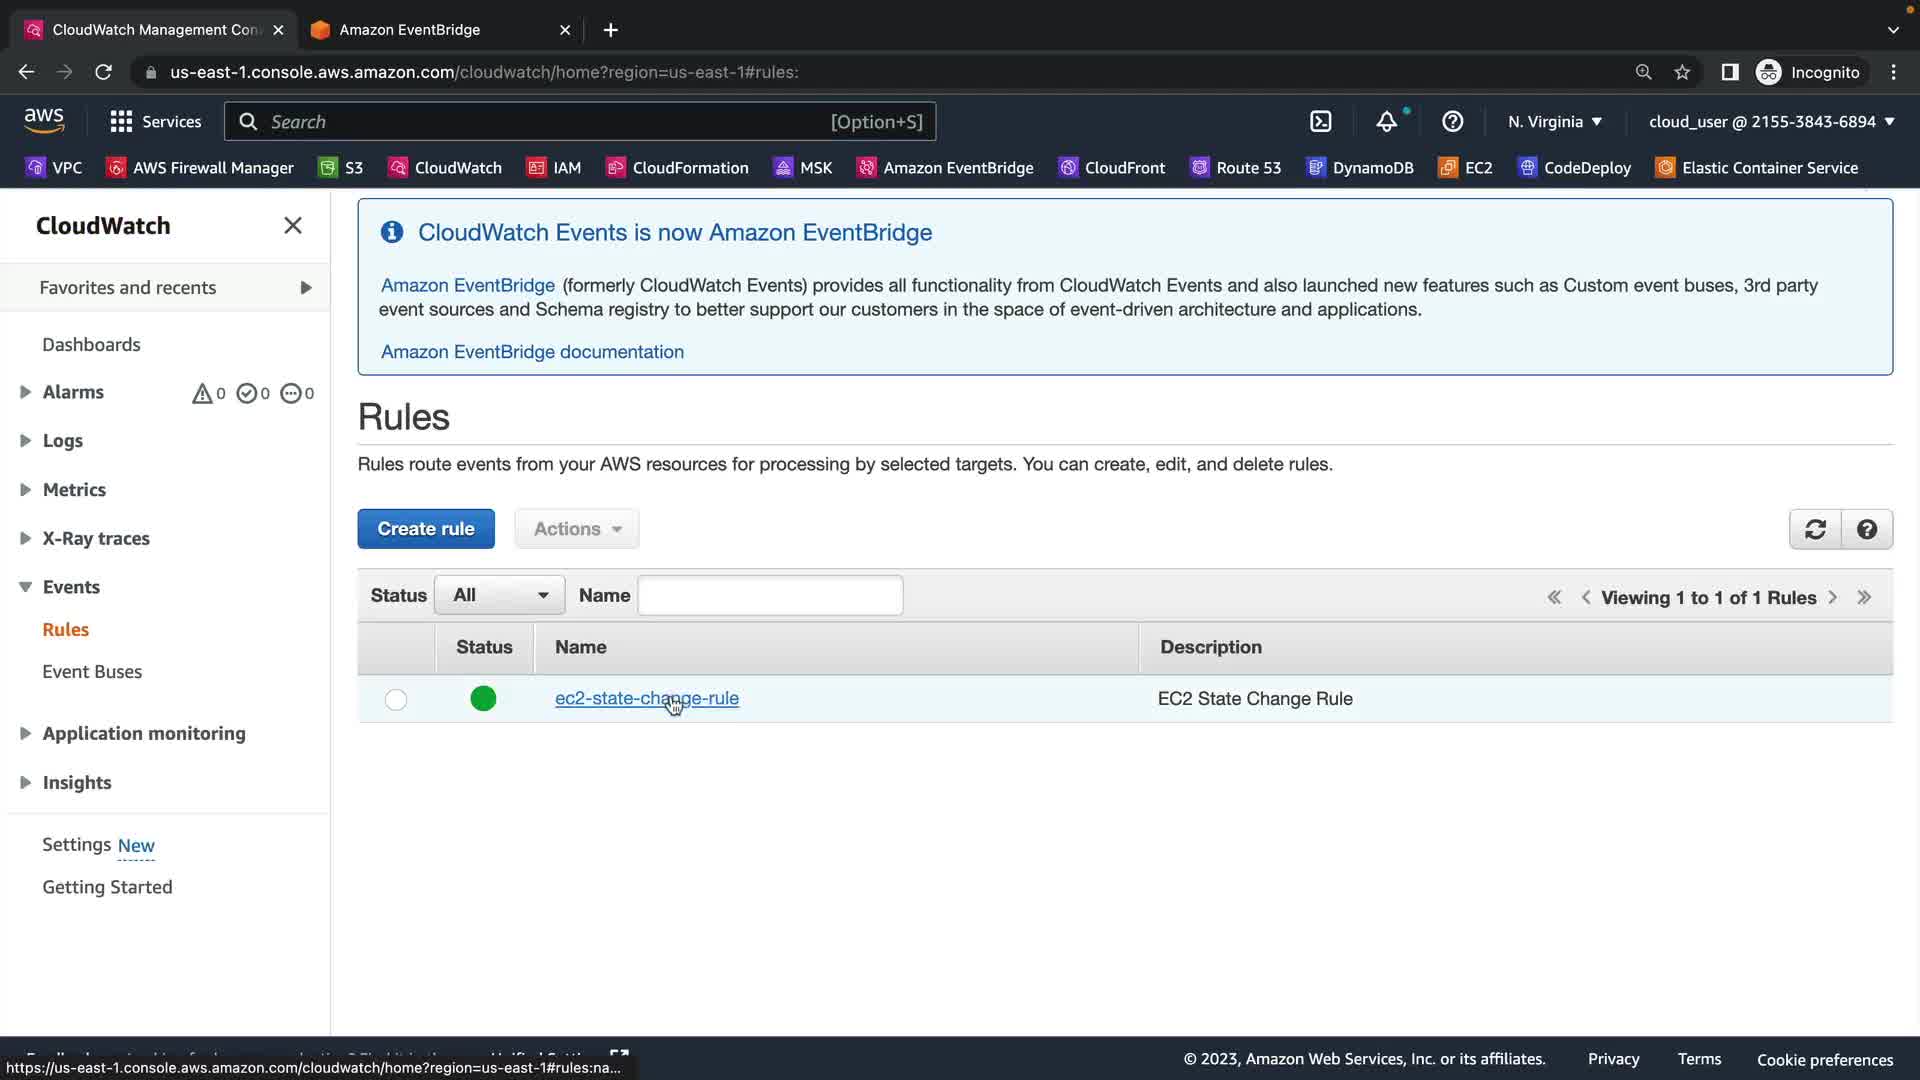 CloudWatch Management Con
Amazon EventBridge
us-east-1.console.aws.amazon.com/cloudwatch/home?region=us-east-1#rules:
Incognito
aws
Services
Search
[Option+S]
N. Virginia
cloud_user @ 2155-3843-6894
VPC
AWS Firewall Manager
S3
CloudWatch
IAM
CloudFormation
MSK
Amazon EventBridge
CloudFront
Route 53
DynamoDB
EC2
CodeDeploy
Elastic Container Service
CloudWatch
Favorites and recents
Dashboards
Alarms 0 0 0
Logs
Metrics
X-Ray traces
Events
Rules
Event Buses
Application monitoring
Insights
Settings New
Getting Started
CloudWatch Events is now Amazon EventBridge
Amazon EventBridge (formerly CloudWatch Events) provides all functionality from CloudWatch Events and also launched new features such as Custom event buses, 3rd party
event sources and Schema registry to better support our customers in the space of event-driven architecture and applications.
Amazon EventBridge documentation
Rules
Rules route events from your AWS resources for processing by selected targets. You can create, edit, and delete rules.
Create rule
Actions
Status All Name
« < Viewing 1 to 1 of 1 Rules > »
Status Name Description
ec2-state-change-rule EC2 State Change Rule
https://us-east-1.console.aws.amazon.com/cloudwatch/home?region=us-east-1#rules:na...
© 2023, Amazon Web Services, Inc. or its affiliates.
Privacy
Terms
Cookie preferences